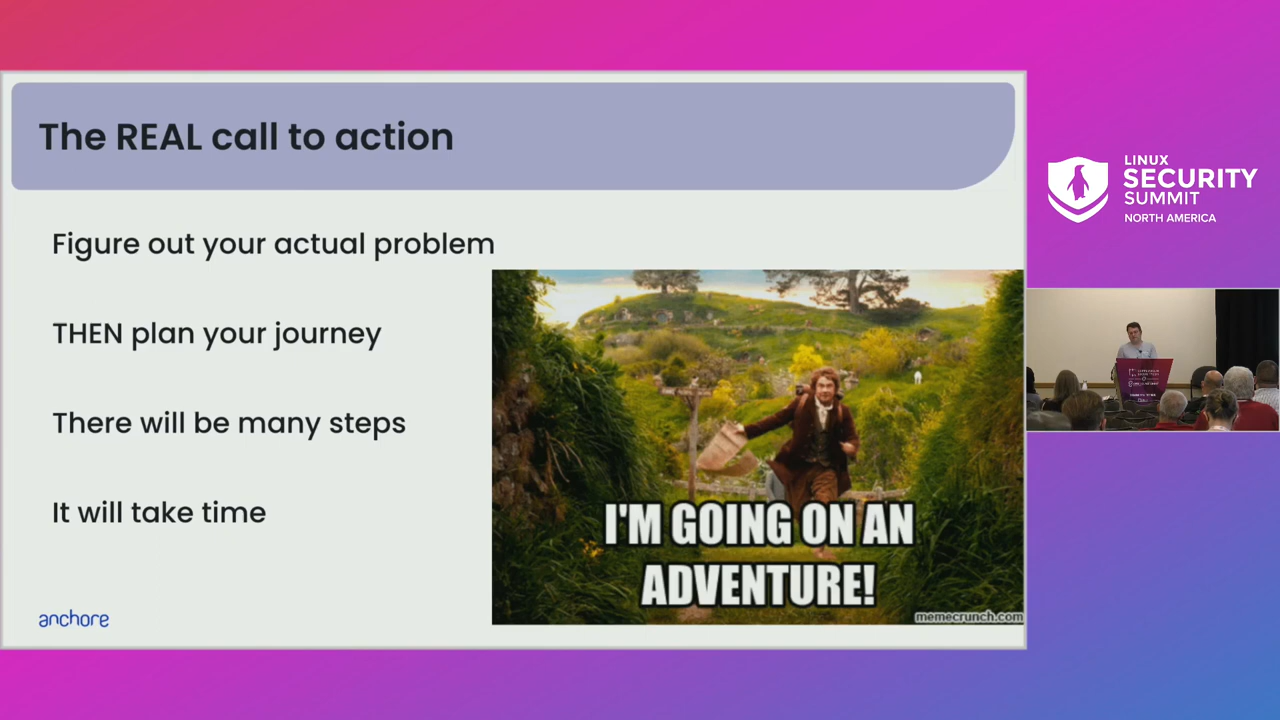 The REAL call to action
Figure out your actual problem
THEN plan your journey
There will be many steps
It will take time
I'M GOING ON AN
ADVENTURE!
memecrunch.com
anchore
LINUX
SECURITY
SUMMIT
NORTH AMERICA